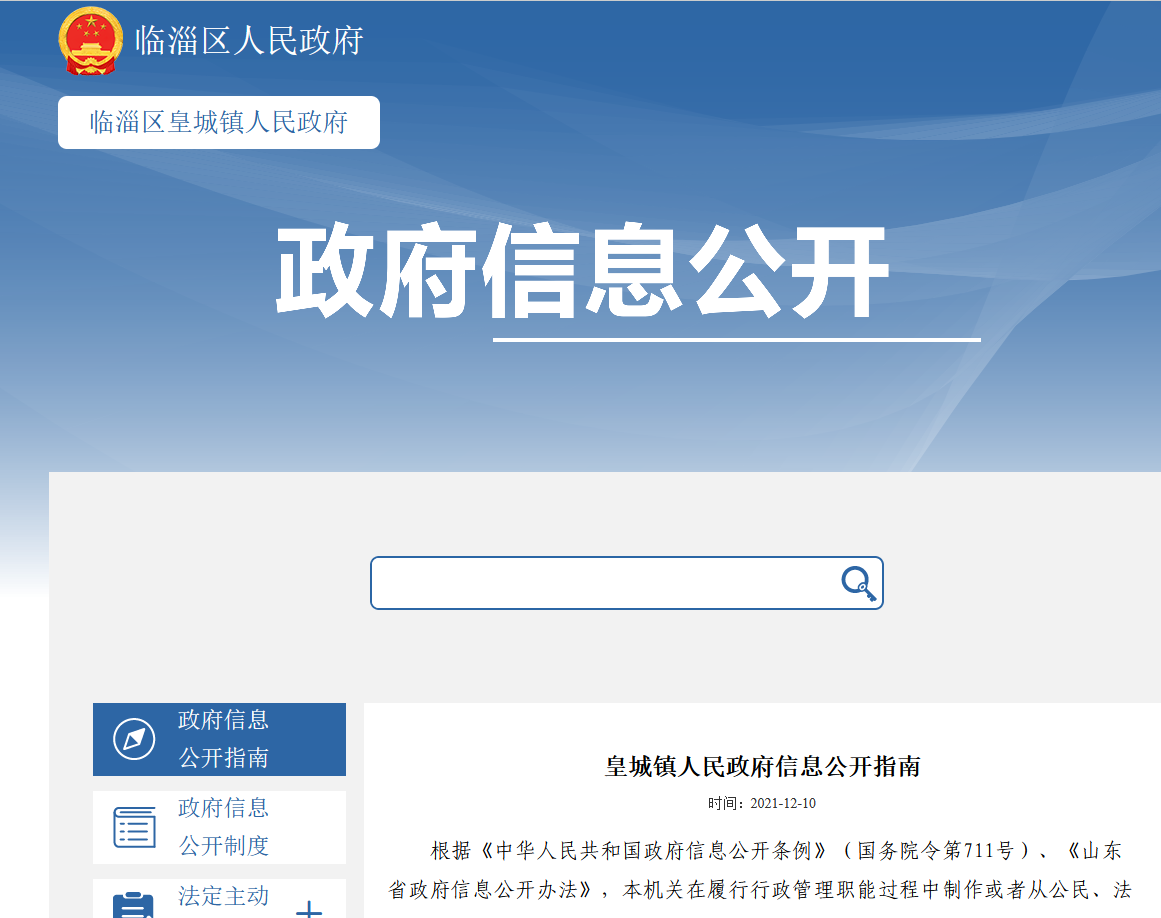 临淄区人民政府
临淄区皇城镇人民政府
政府信息公开
政府信息
公开指南
政府信息
公开制度
法定主动
皇城镇人民政府信息公开指南
时间：2021-12-10
根据《中华人民共和国政府信息公开条例》（国务院令第711号）、《山东
省政府信息公开办法》，本机关在履行行政管理职能过程中制作或者从公民、法